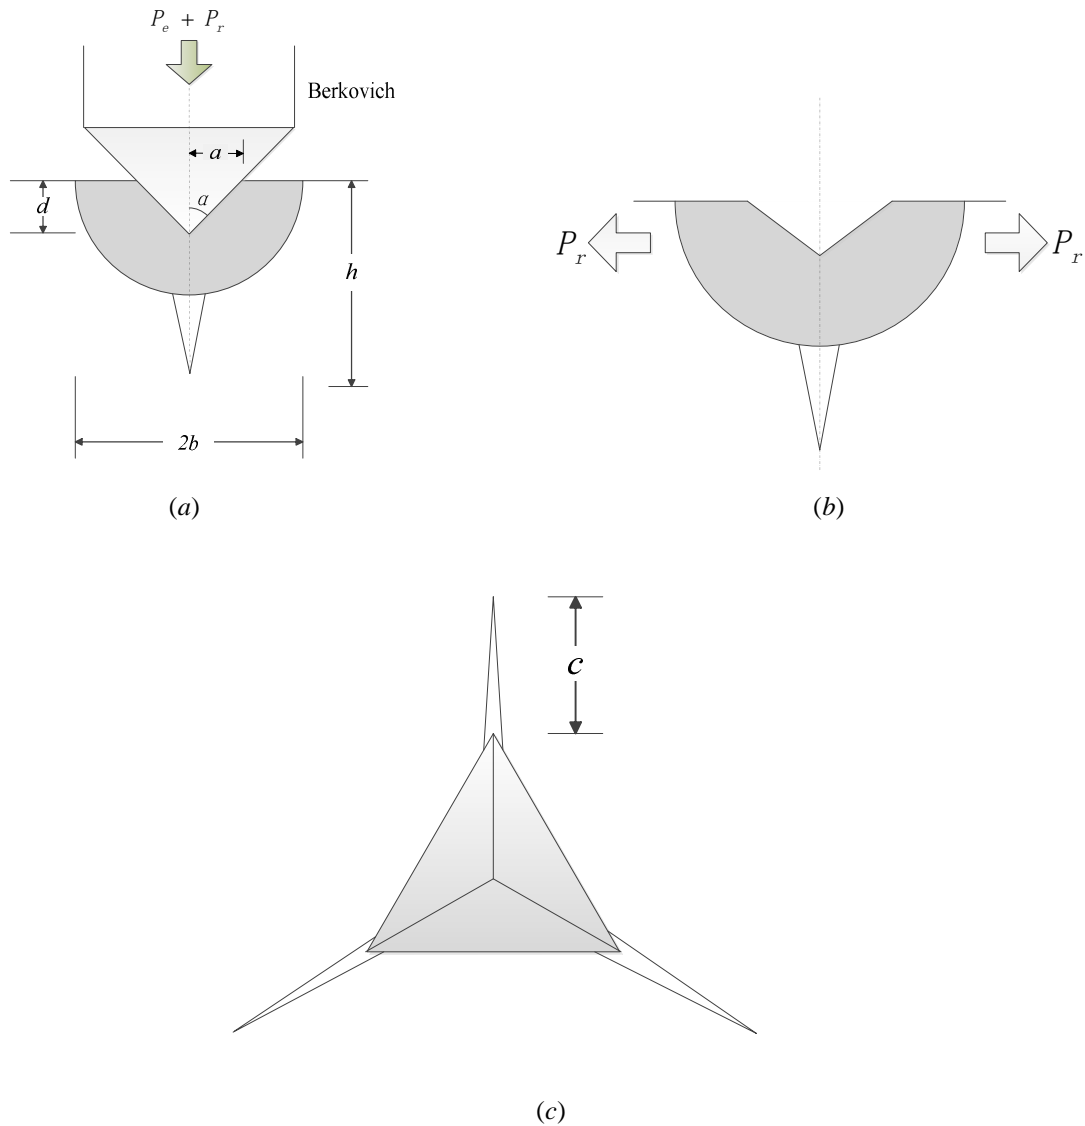 P_e + P_r
Berkovich
a
α
d
h
2b
(a)
P_r
P_r
(b)
c
(c)